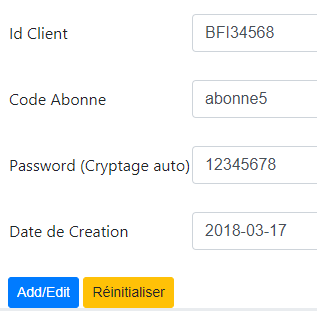 Id Client BFI34568
Code Abonne abonne5
Password (Cryptage auto) 12345678
Date de Creation 2018-03-17
Add/Edit Réinitialiser